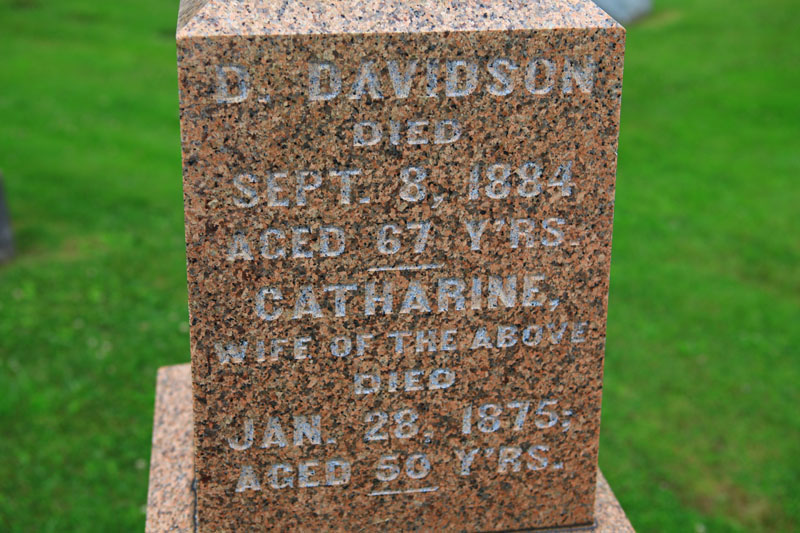 D. DAVIDSON
DIED
SEPT. 8, 1884
AGED 67 Y'RS.
CATHARINE,
WIFE OF THE ABOVE
DIED
JAN. 28, 1875;
AGED 50 Y'RS.